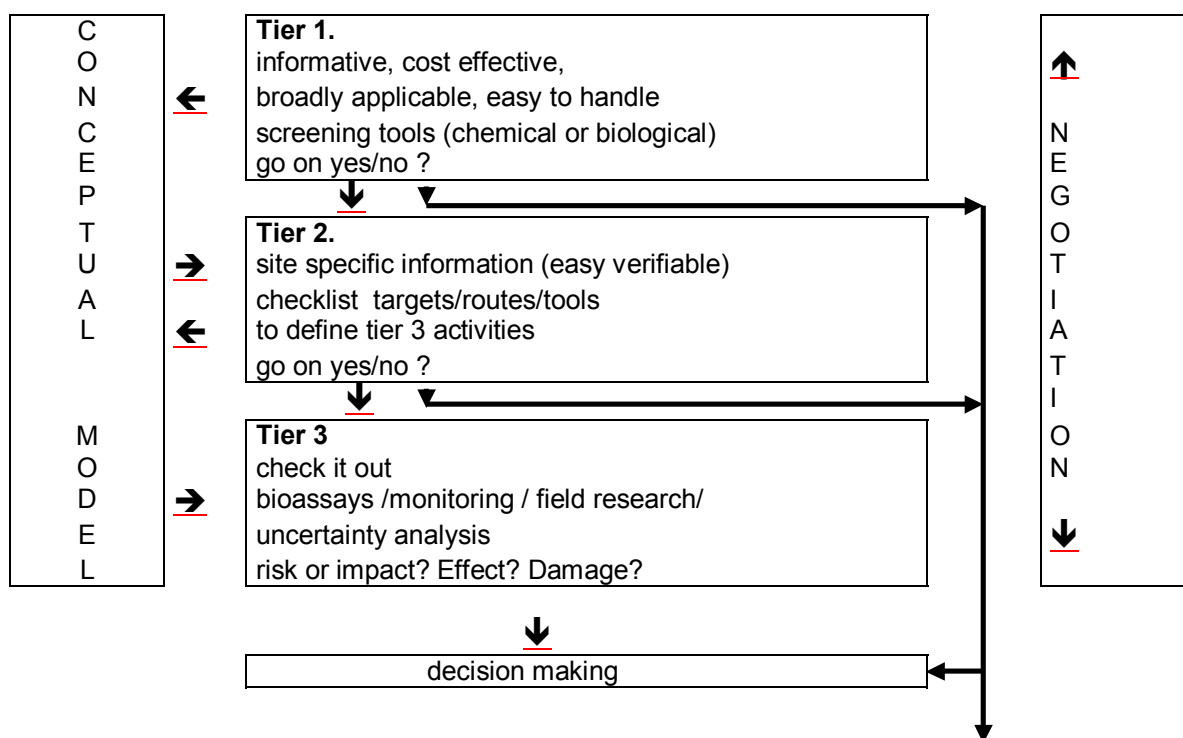 CONCEPTUAL MODEL
Tier 1.
informative, cost effective,
broadly applicable, easy to handle
screening tools (chemical or biological)
go on yes/no ?
Tier 2.
site specific information (easy verifiable)
checklist targets/routes/tools
to define tier 3 activities
go on yes/no ?
Tier 3
check it out
bioassays /monitoring / field research/
uncertainty analysis
risk or impact? Effect? Damage?
decision making
NEGOTIATION